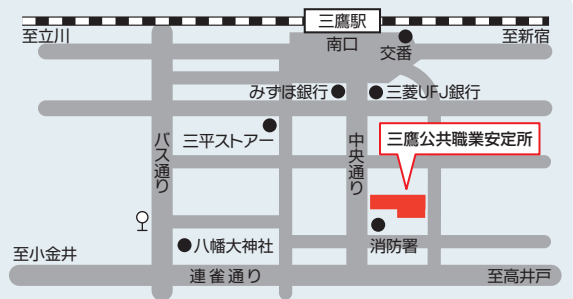 三鷹駅
至立川
南口
交番
至新宿
みずほ銀行
三菱UFJ銀行
三平ストアー
バス通り
中央通り
三鷹公共職業安定所
八幡大神社
消防署
至小金井
連雀通り
至高井戸